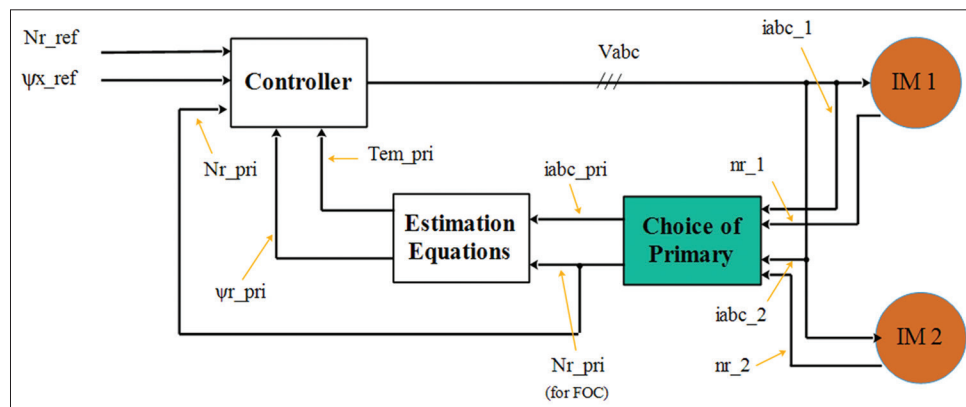 Nr_ref
ψx_ref
Controller
Vabc
iabc_1
IM 1
Nr_pri
Tem_pri
iabc_pri
nr_1
Estimation
Equations
Choice of
Primary
ψr_pri
iabc_2
IM 2
Nr_pri
(for FOC)
nr_2